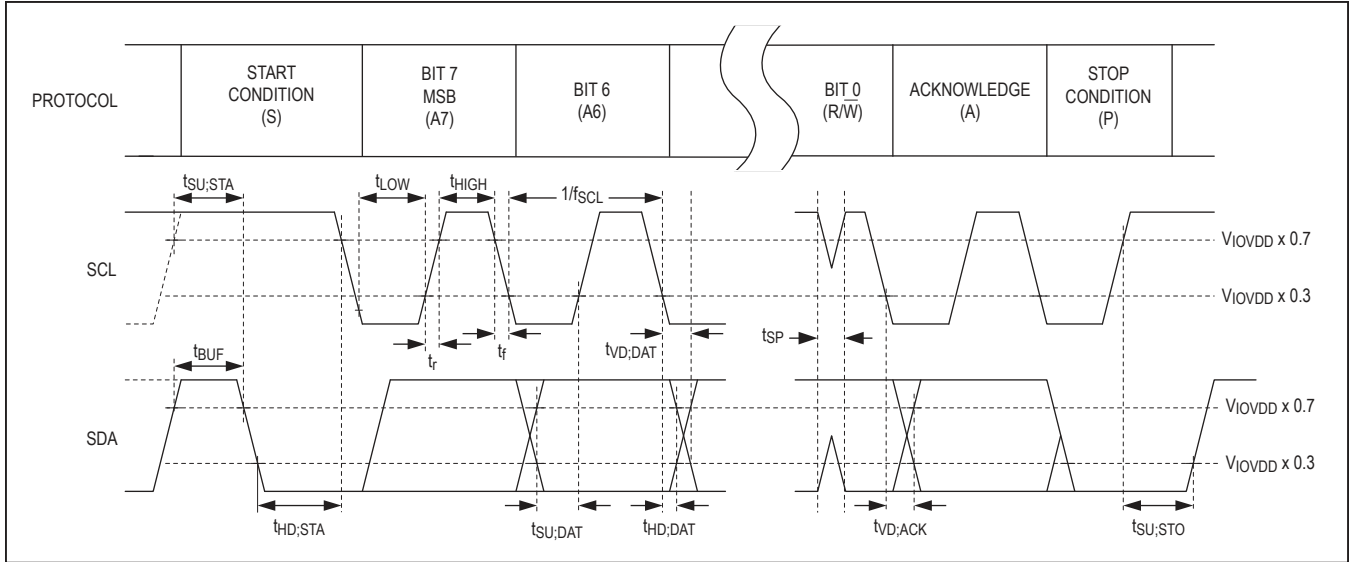 PROTOCOL
START
CONDITION
(S)
BIT 7
MSB
(A7)
BIT 6
(A6)
BIT 0
(R/W̅)
ACKNOWLEDGE
(A)
STOP
CONDITION
(P)
tSU;STA
tLOW
tHIGH
1/fSCL
SCL
VIOVDD x 0.7
VIOVDD x 0.3
tBUF
tr
tf
tVD;DAT
tSP
SDA
VIOVDD x 0.7
VIOVDD x 0.3
tHD;STA
tSU;DAT
tHD;DAT
tVD;ACK
tSU;STO